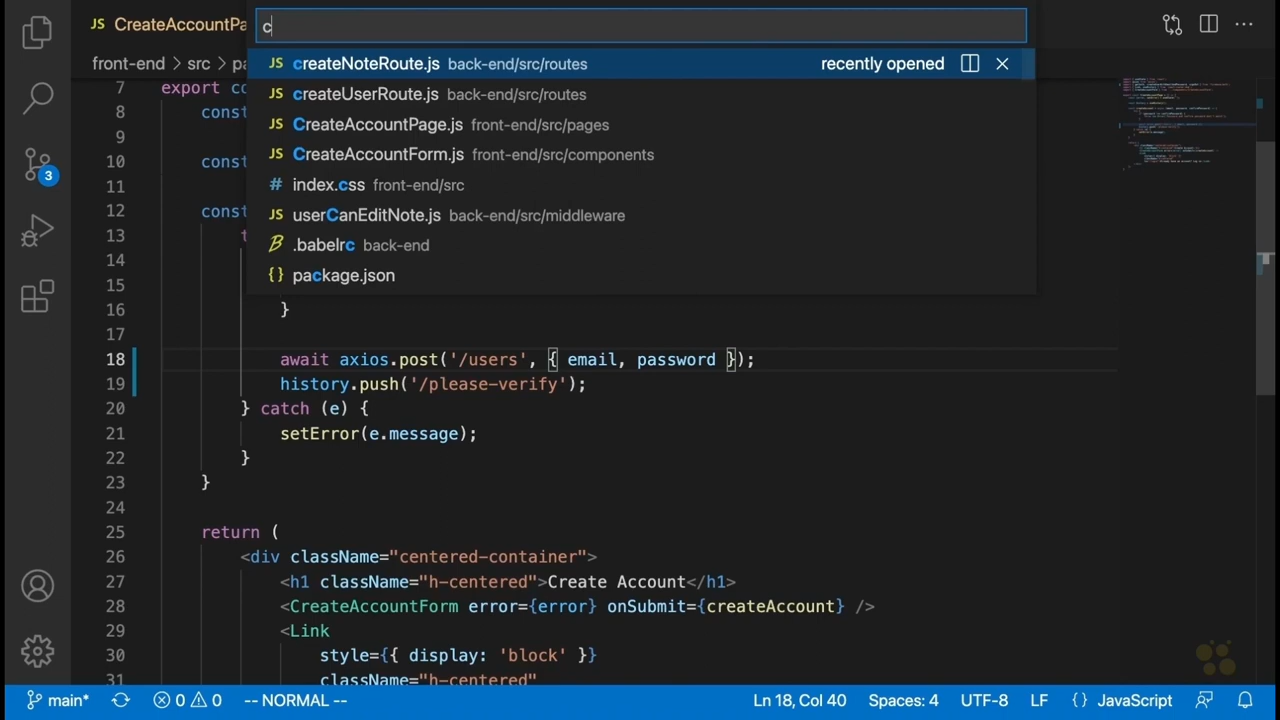 JS CreateAccountPa
c
front-end > src > pa
JS createNoteRoute.js back-end/src/routes recently opened
JS createUserRoute.js back-end/src/routes
JS CreateAccountPage.js front-end/src/pages
JS CreateAccountForm.js front-end/src/components
# index.css front-end/src
JS userCanEditNote.js back-end/src/middleware
.babelrc back-end
{} package.json
3
7 export co
8 const
9
10 const
11
12 const
13 t
14
15
16 }
17
18 await axios.post('/users', { email, password });
19 history.push('/please-verify');
20 } catch (e) {
21 setError(e.message);
22 }
23 }
24
25 return (
26 <div className="centered-container">
27 <h1 className="h-centered">Create Account</h1>
28 <CreateAccountForm error={error} onSubmit={createAccount} />
29 <Link
30 style={{ display: 'block' }}
31 className="h-centered"
main* 0 0 -- NORMAL -- Ln 18, Col 40 Spaces: 4 UTF-8 LF {} JavaScript